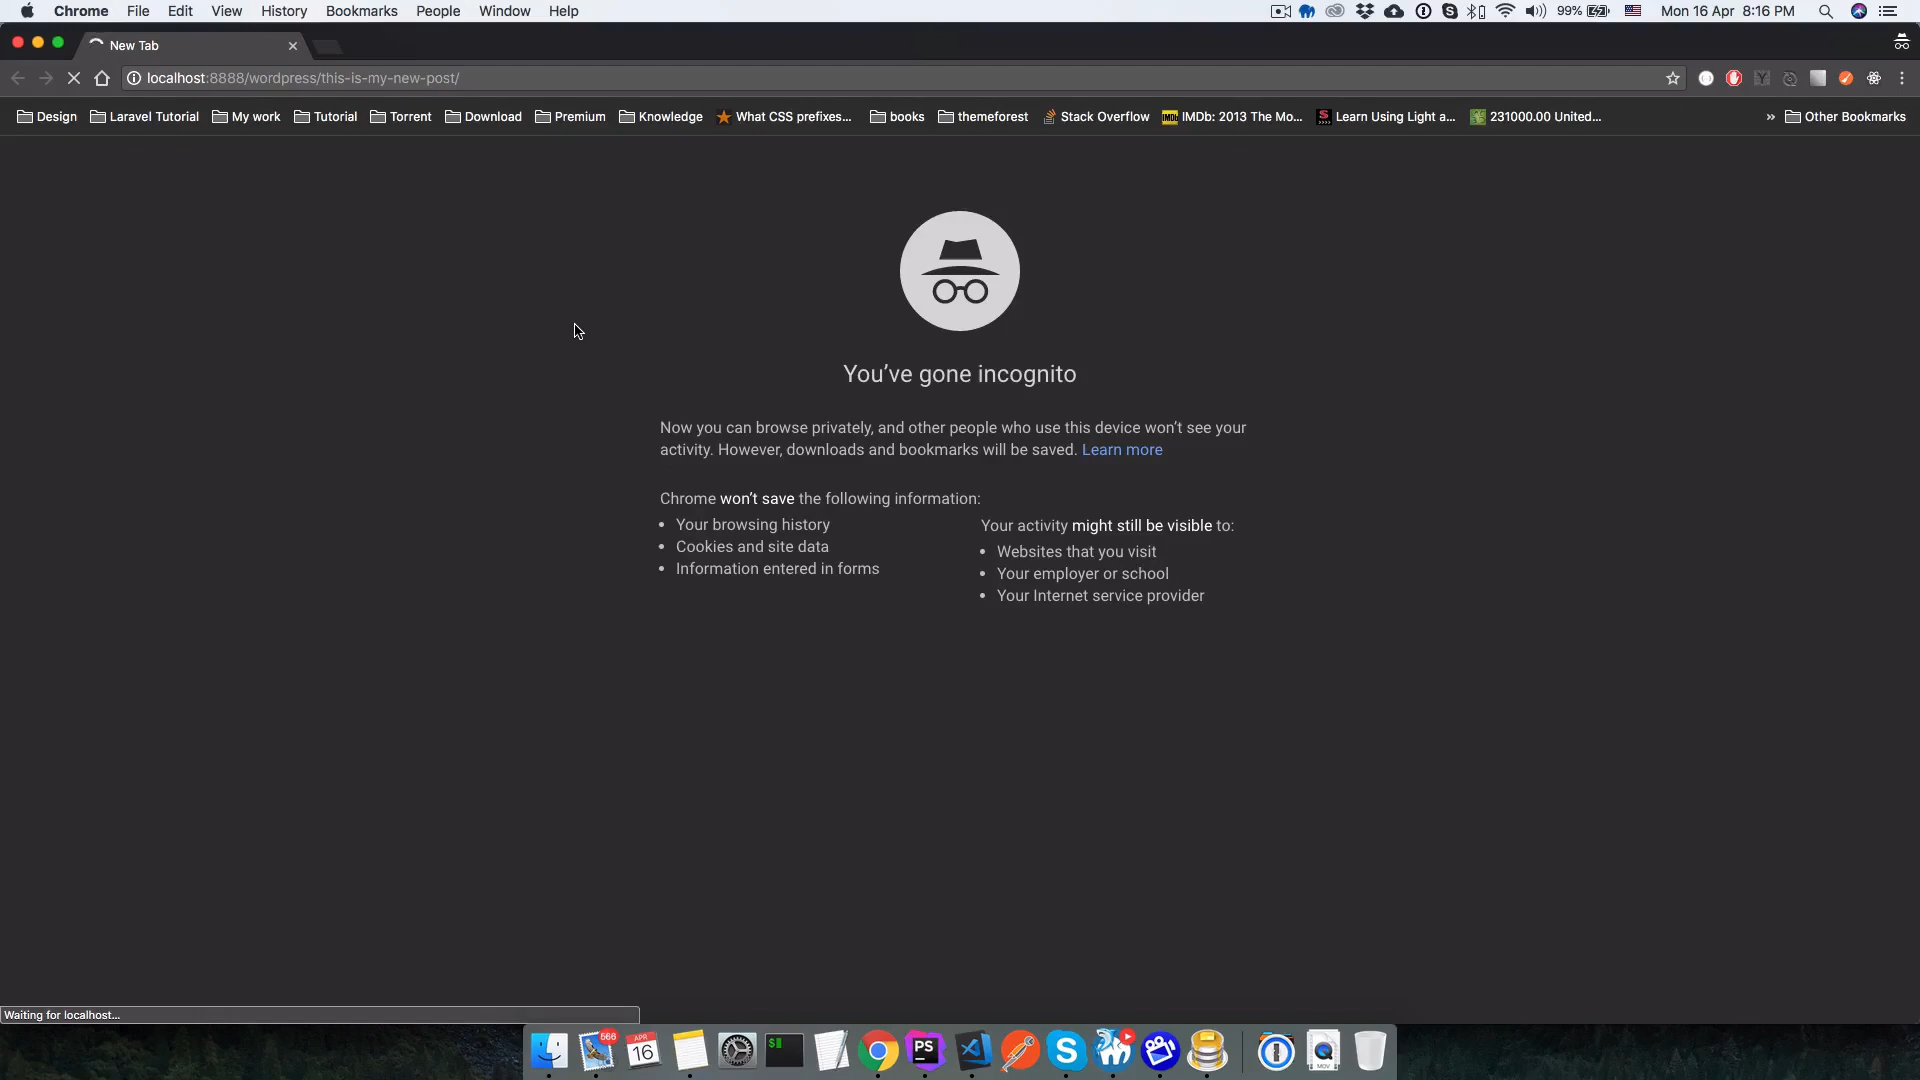 Chrome File Edit View History Bookmarks People Window Help 99% Mon 16 Apr 8:16 PM
New Tab
localhost:8888/wordpress/this-is-my-new-post/
Design Laravel Tutorial My work Tutorial Torrent Download Premium Knowledge What CSS prefixes... books themeforest Stack Overflow IMDb: 2013 The Mo... Learn Using Light a... 231000.00 United... » Other Bookmarks
You’ve gone incognito
Now you can browse privately, and other people who use this device won’t see your
activity. However, downloads and bookmarks will be saved. Learn more
Chrome won’t save the following information:
• Your browsing history
• Cookies and site data
• Information entered in forms
Your activity might still be visible to:
• Websites that you visit
• Your employer or school
• Your Internet service provider
Waiting for localhost...
566
APR
16
$
PS
S
MOV